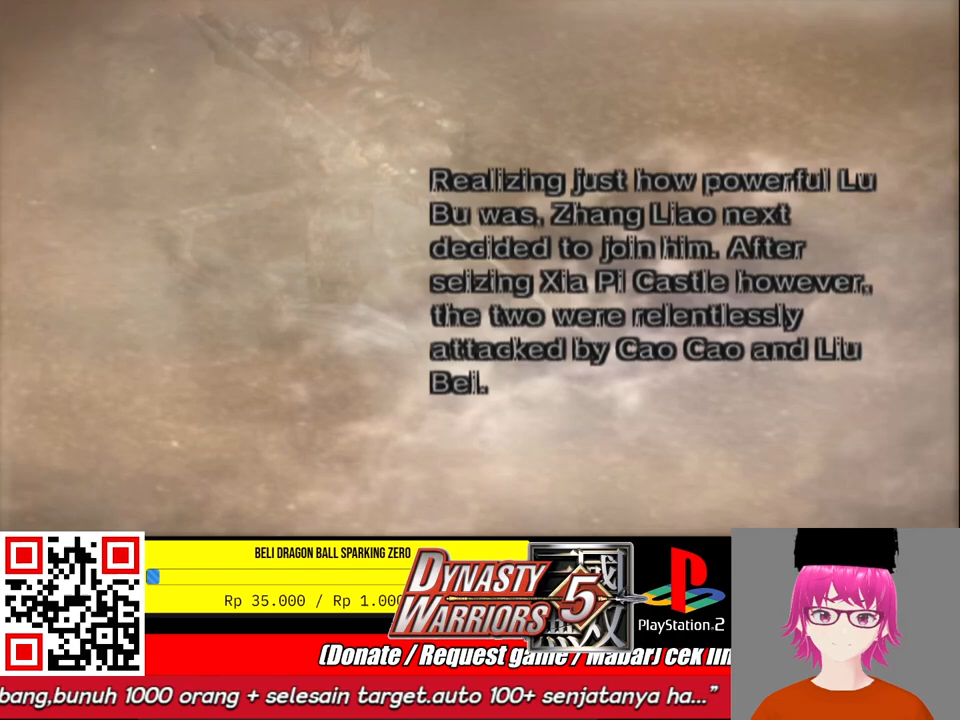 Realizing just how powerful Lu
Bu was, Zhang Liao next
decided to join him. After
seizing Xia Pi Castle however,
the two were relentlessly
attacked by Cao Cao and Liu
Bei.
BELI DRAGON BALL SPARKING ZERO
Rp 35.000 / Rp 1.000
DYNASTY
WARRIORS 5
PlayStation 2
(Donate / Request game / Mabar) cek lin
bang,bunuh 1000 orang + selesain target.auto 100+ senjatanya ha..."